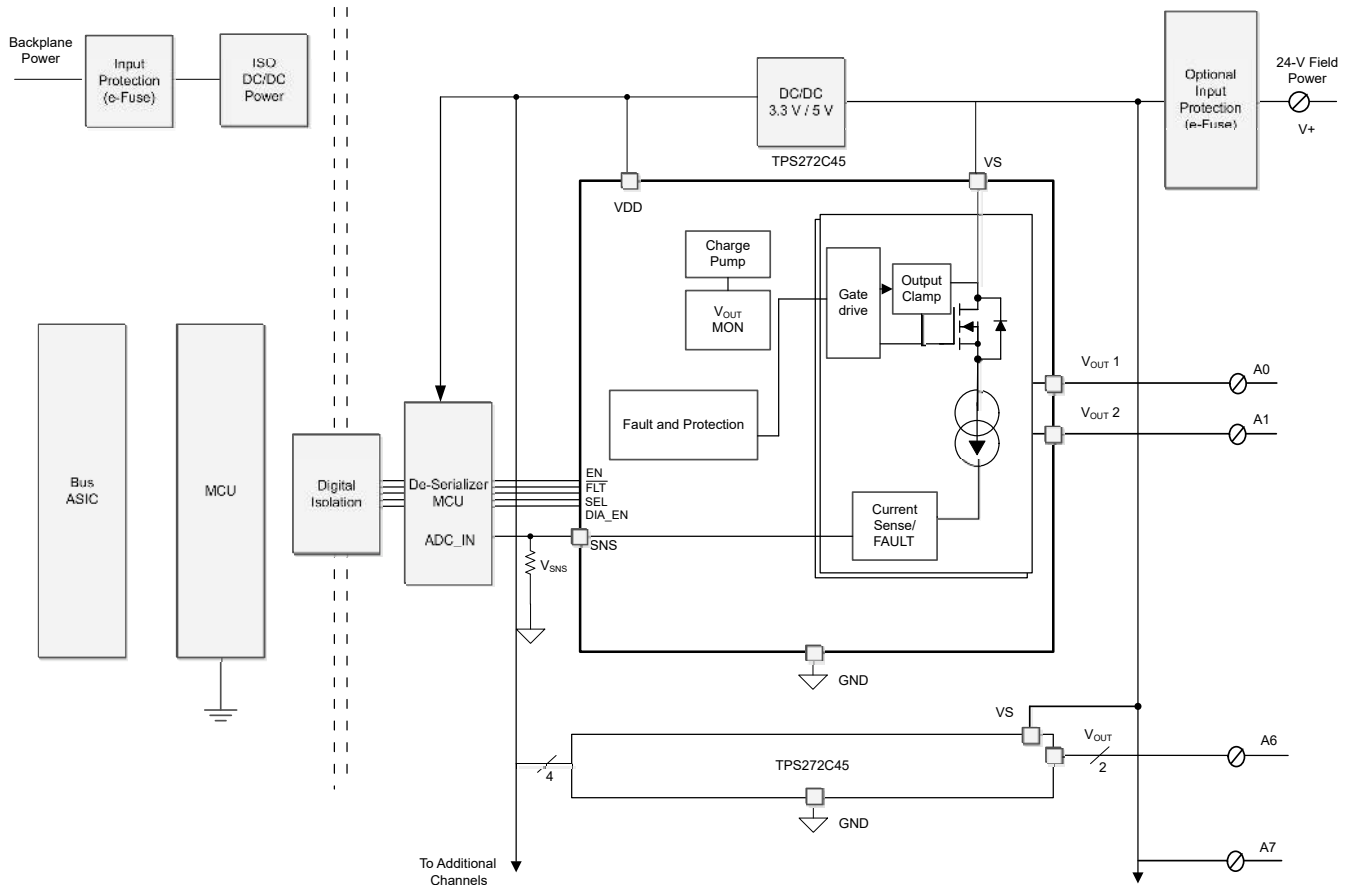 Backplane
Power
Input
Protection
(e-Fuse)
ISO
DC/DC
Power
DC/DC
3.3 V / 5 V
TPS272C45
Optional
Input
Protection
(e-Fuse)
24-V Field
Power
V+
VS
VDD
Charge
Pump
VOUT
MON
Gate
drive
Output
Clamp
VOUT 1
A0
VOUT 2
A1
Fault and Protection
Bus
ASIC
MCU
Digital
Isolation
De-Serializer
MCU
ADC_IN
EN
FLT
SEL
DIA_EN
SNS
VSNS
Current
Sense/
FAULT
GND
VS
VOUT
2
A6
TPS272C45
4
GND
To Additional
Channels
A7